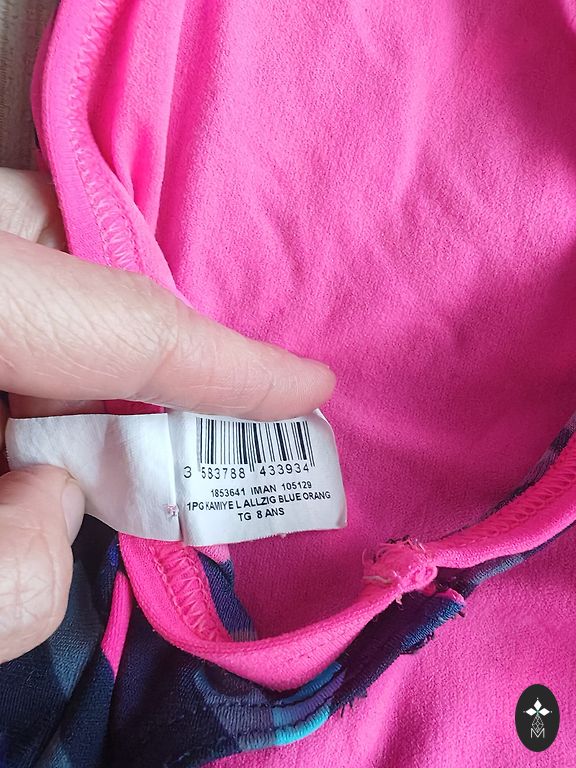 3 583788 433934
1853641 IMAN 105129
1PG KAMIYE L ALLZIG BLUE ORANG
TG 8 ANS
M